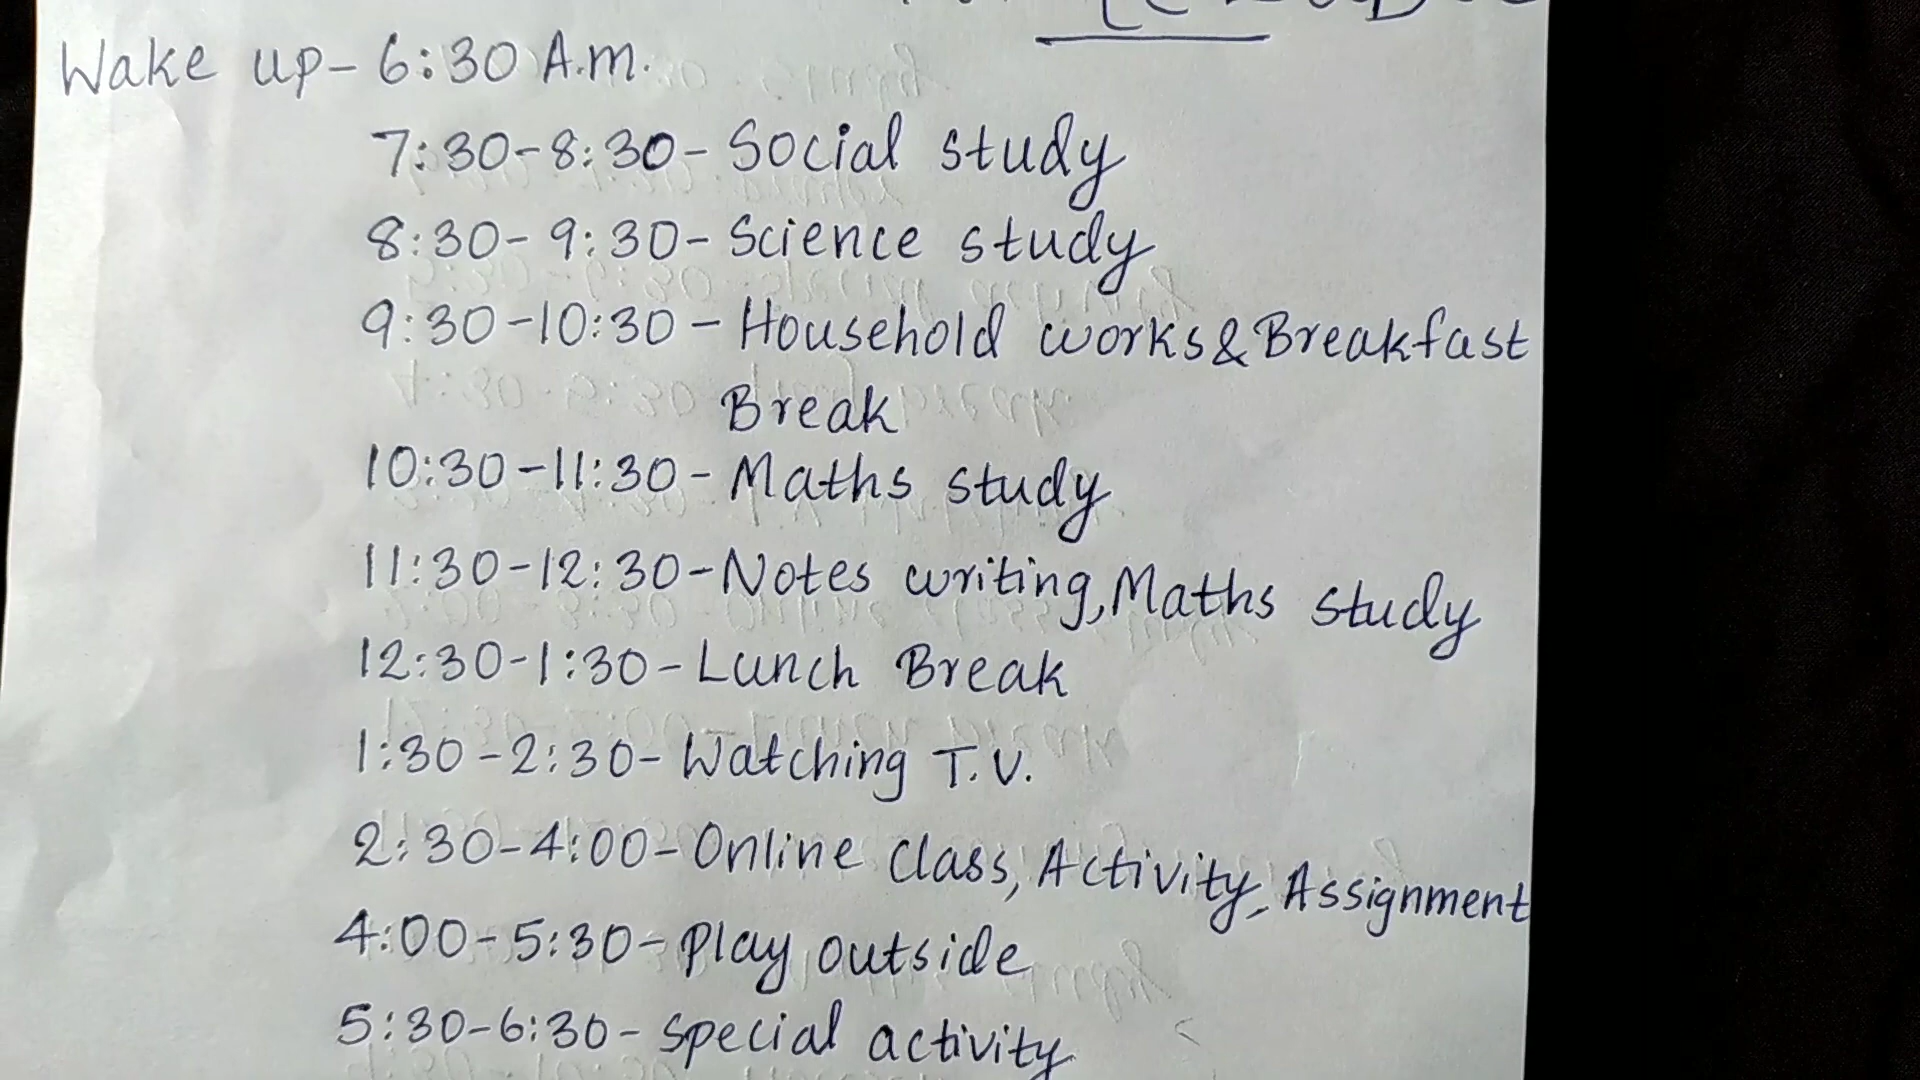 Wake up- 6:30 A.m.
7:30-8:30- Social study
8:30-9:30- Science study
9:30-10:30- Household works & Breakfast
Break
10:30-11:30- Maths study
11:30-12:30- Notes writing, Maths study
12:30-1:30- Lunch Break
1:30-2:30- Watching T.V.
2:30-4:00- Online class, Activity, Assignment
4:00-5:30- Play outside
5:30-6:30- Special activity